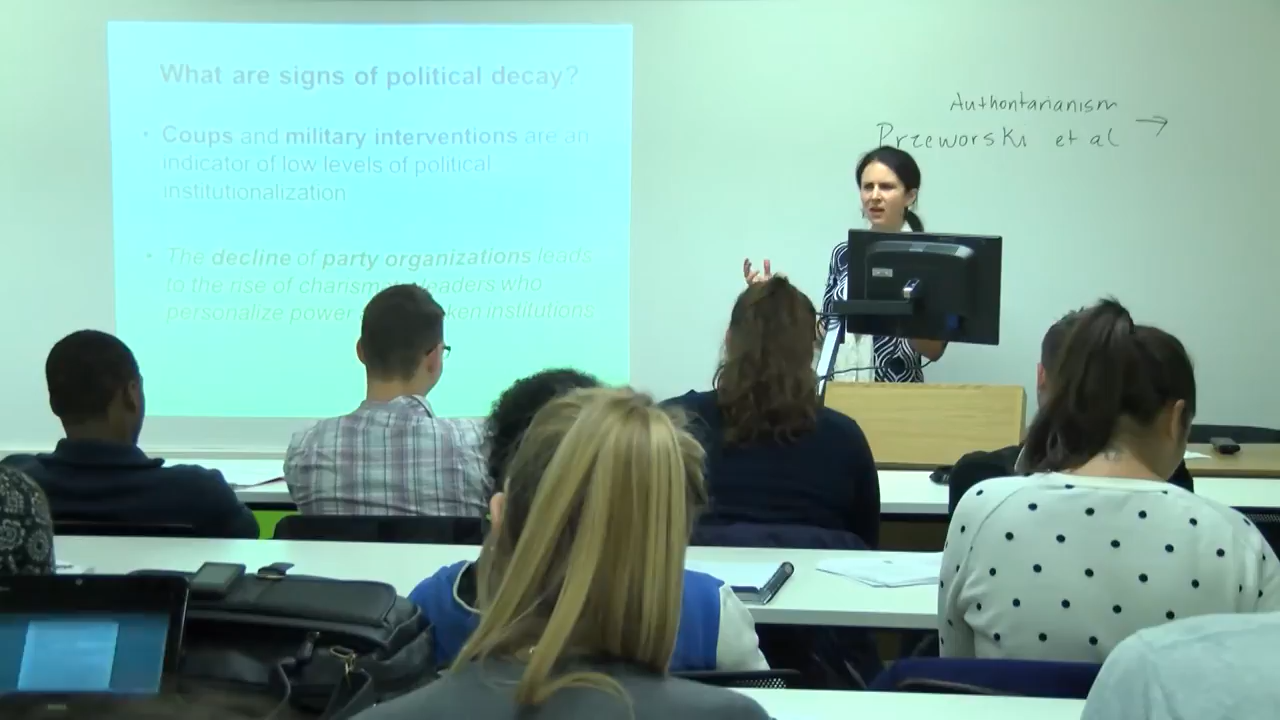 What are signs of political decay?
• Coups and military interventions are an
indicator of low levels of political
institutionalization
• The decline of party organizations leads
to the rise of charism leaders who
personalize power ken institutions
Authontarianism →
Przeworski et al